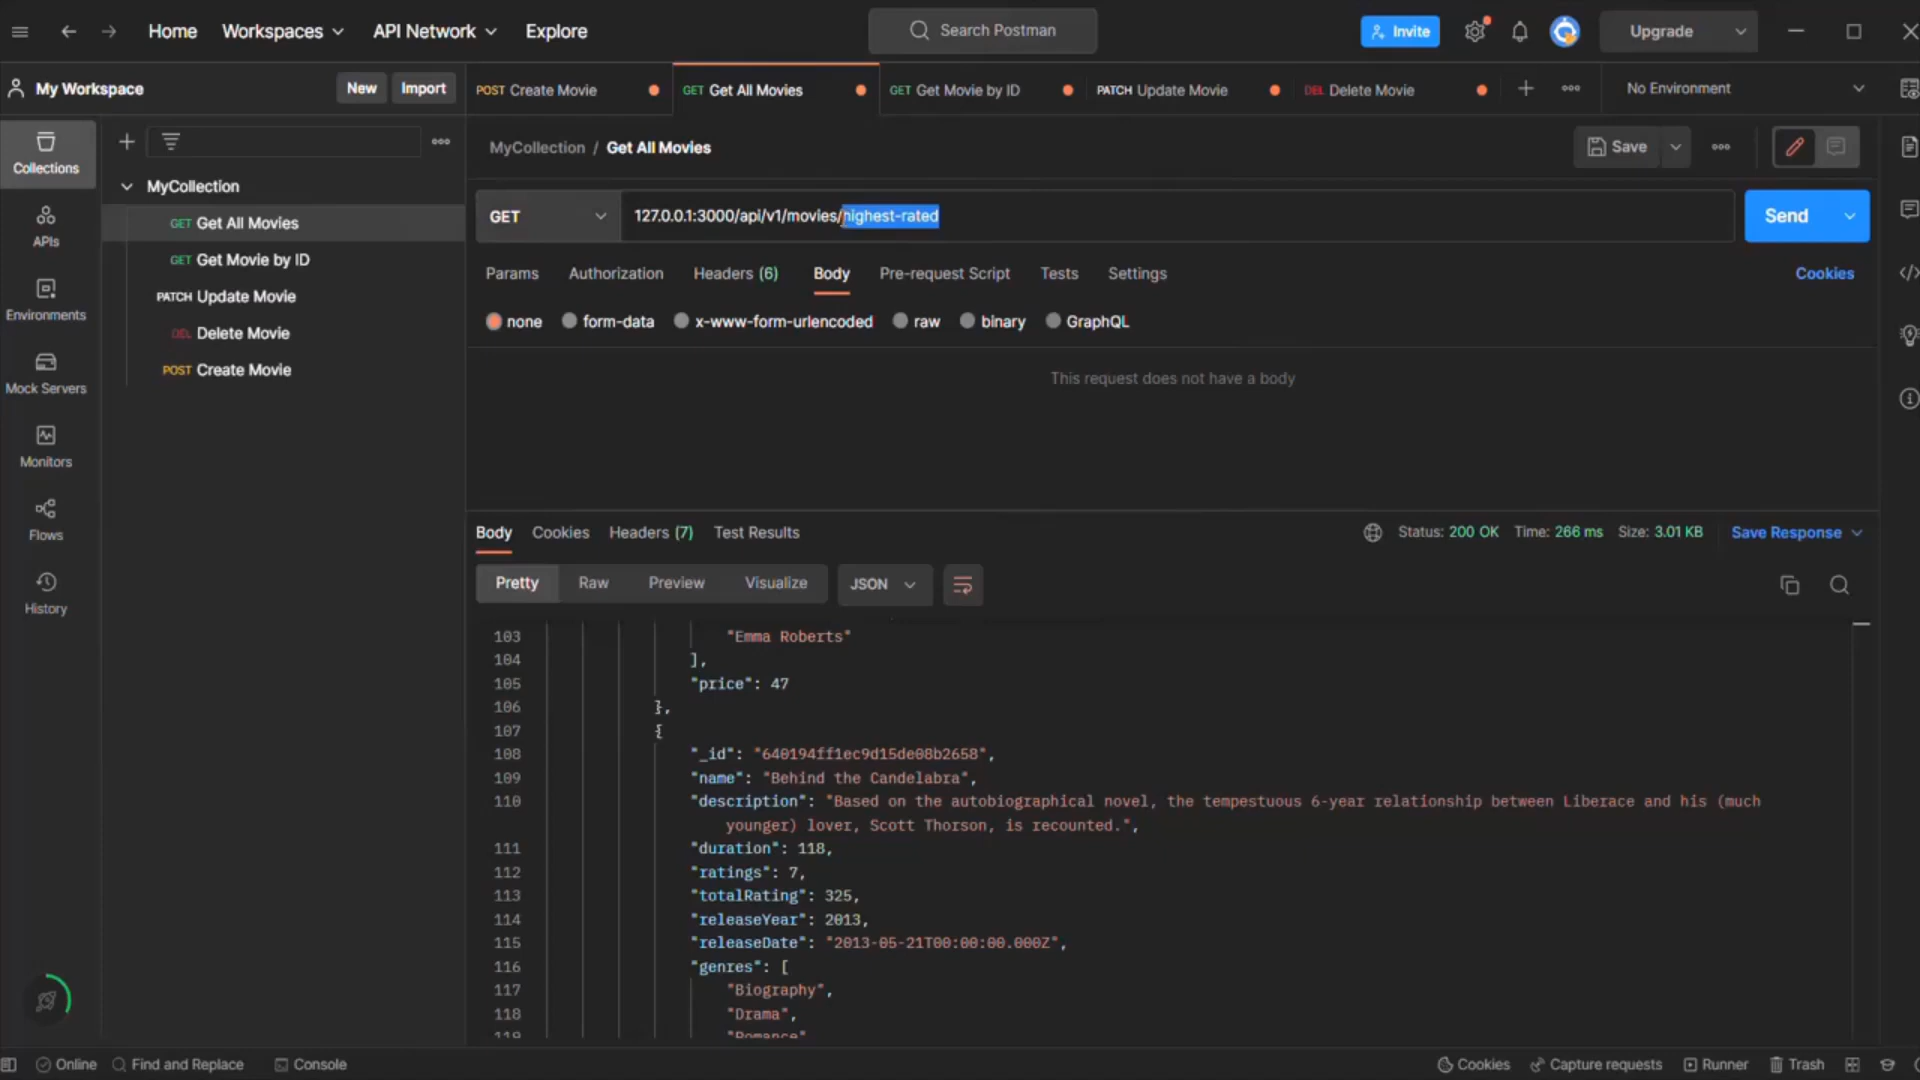 Home Workspaces API Network Explore Search Postman Invite Upgrade
My Workspace New Import POST Create Movie GET Get All Movies GET Get Movie by ID PATCH Update Movie DEL Delete Movie No Environment
Collections
APIs
Environments
Mock Servers
Monitors
Flows
History
MyCollection
GET Get All Movies
GET Get Movie by ID
PATCH Update Movie
DEL Delete Movie
POST Create Movie
MyCollection / Get All Movies Save
GET 127.0.0.1:3000/api/v1/movies/highest-rated Send
Params Authorization Headers (6) Body Pre-request Script Tests Settings Cookies
none form-data x-www-form-urlencoded raw binary GraphQL
This request does not have a body
Body Cookies Headers (7) Test Results Status: 200 OK Time: 266 ms Size: 3.01 KB Save Response
Pretty Raw Preview Visualize JSON
103 "Emma Roberts"
104 ],
105 "price": 47
106 },
107 {
108 "_id": "640194ff1ec9d15de08b2658",
109 "name": "Behind the Candelabra",
110 "description": "Based on the autobiographical novel, the tempestuous 6-year relationship between Liberace and his (much
younger) lover, Scott Thorson, is recounted.",
111 "duration": 118,
112 "ratings": 7,
113 "totalRating": 325,
114 "releaseYear": 2013,
115 "releaseDate": "2013-05-21T00:00:00.000Z",
116 "genres": [
117 "Biography",
118 "Drama",
119 "Romance"
Online Find and Replace Console Cookies Capture requests Runner Trash